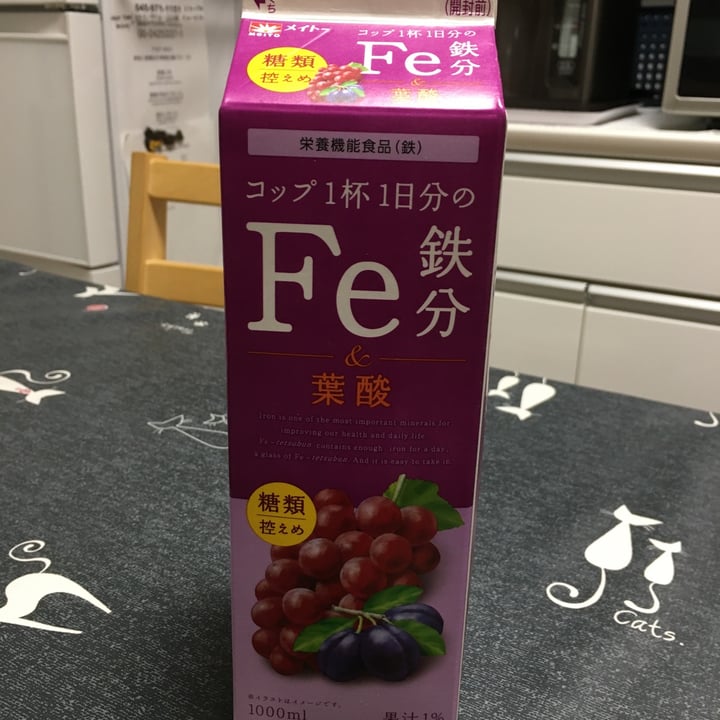 (開封前)
MEITO メイトー
コップ1杯1日分の
Fe 鉄分
&
葉酸
糖類
控えめ
栄養機能食品(鉄)
コップ1杯1日分の
Fe 鉄分
&
葉酸
Iron is one of the most important minerals for
improving our health and daily life
Fe-tetsubun contains enough iron for a day,
a glass of Fe-tetsubun. And it is easy to take in.
糖類
控えめ
※イラストはイメージです。
1000ml
果汁1%
Cats.